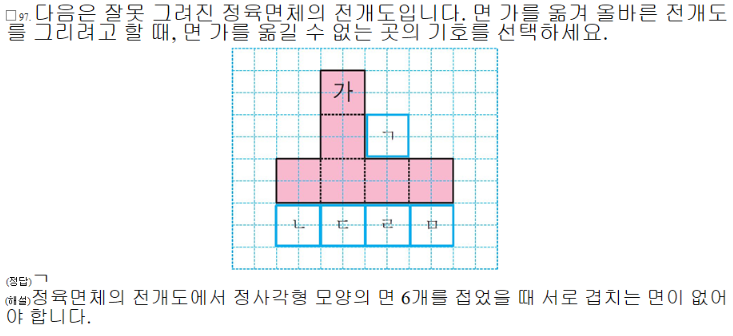 □ 97. 다음은 잘못 그려진 정육면체의 전개도입니다. 면 가를 옮겨 올바른 전개도
를 그리려고 할 때, 면 가를 옮길 수 없는 곳의 기호를 선택하세요.
가
ㄱ
ㄴ ㄷ ㄹ ㅁ
(정답)ㄱ
(해설)정육면체의 전개도에서 정사각형 모양의 면 6개를 접었을 때 서로 겹치는 면이 없어
야 합니다.